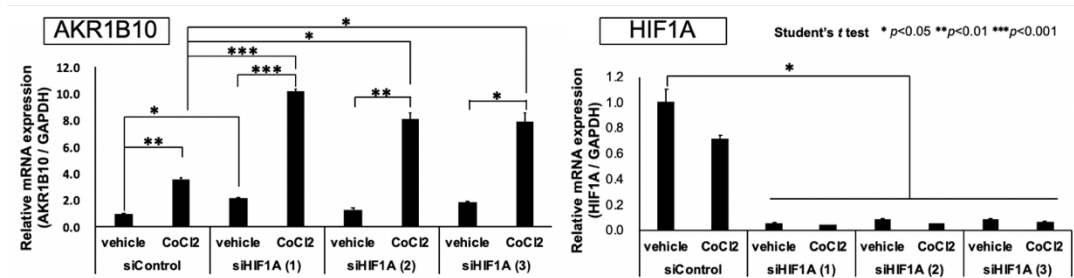 AKR1B10
Relative mRNA expression
(AKR1B10 / GAPDH)
12.0
10.0
8.0
6.0
4.0
2.0
0.0
*
*
***
***
*
**
**
*
vehicle CoCl2 vehicle CoCl2 vehicle CoCl2 vehicle CoCl2
siControl siHIF1A (1) siHIF1A (2) siHIF1A (3)
HIF1A
Student's t test * p<0.05 **p<0.01 ***p<0.001
Relative mRNA expression
(HIF1A / GAPDH)
1.2
1.0
0.8
0.6
0.4
0.2
0.0
*
vehicle CoCl2 vehicle CoCl2 vehicle CoCl2 vehicle CoCl2
siControl siHIF1A (1) siHIF1A (2) siHIF1A (3)